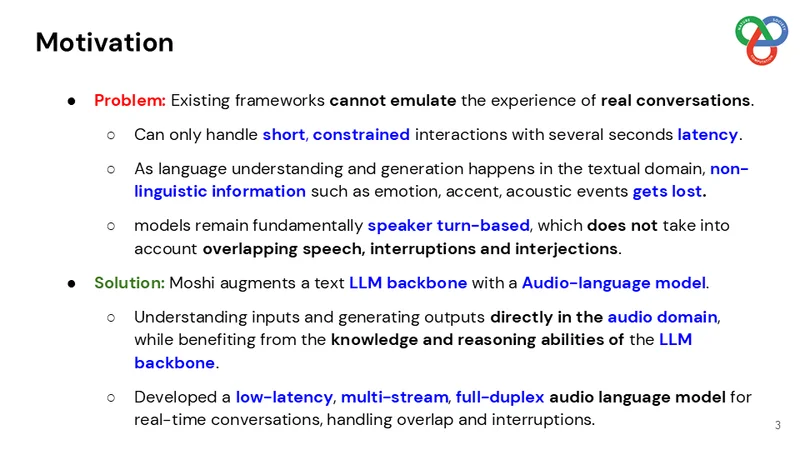 Motivation
● Problem: Existing frameworks cannot emulate the experience of real conversations.
○ Can only handle short, constrained interactions with several seconds latency.
○ As language understanding and generation happens in the textual domain, non-
linguistic information such as emotion, accent, acoustic events gets lost.
○ models remain fundamentally speaker turn-based, which does not take into
account overlapping speech, interruptions and interjections.
● Solution: Moshi augments a text LLM backbone with a Audio-language model.
○ Understanding inputs and generating outputs directly in the audio domain,
while benefiting from the knowledge and reasoning abilities of the LLM
backbone.
○ Developed a low-latency, multi-stream, full-duplex audio language model for
real-time conversations, handling overlap and interruptions.
3